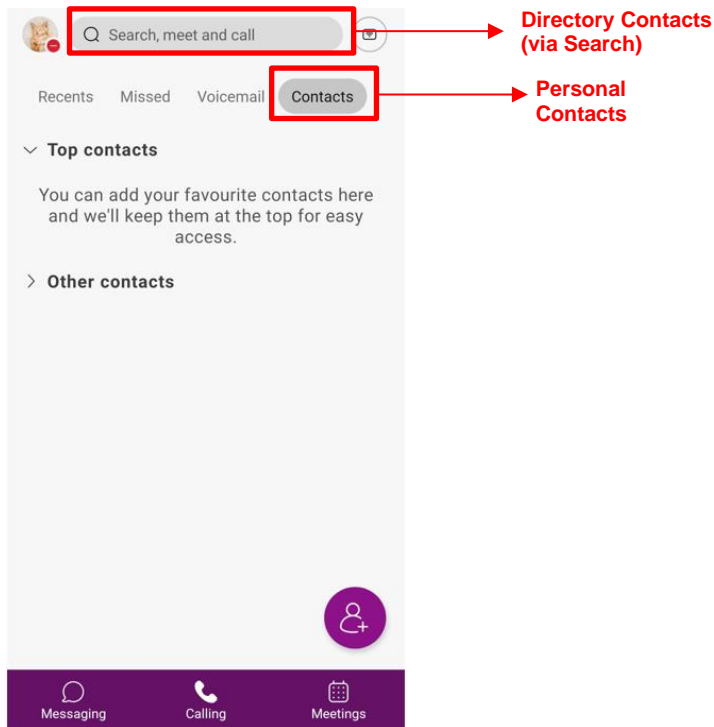 Search, meet and call
Directory Contacts
(via Search)
Recents Missed Voicemail Contacts
Personal
Contacts
Top contacts
You can add your favourite contacts here
and we'll keep them at the top for easy
access.
Other contacts
Messaging Calling Meetings